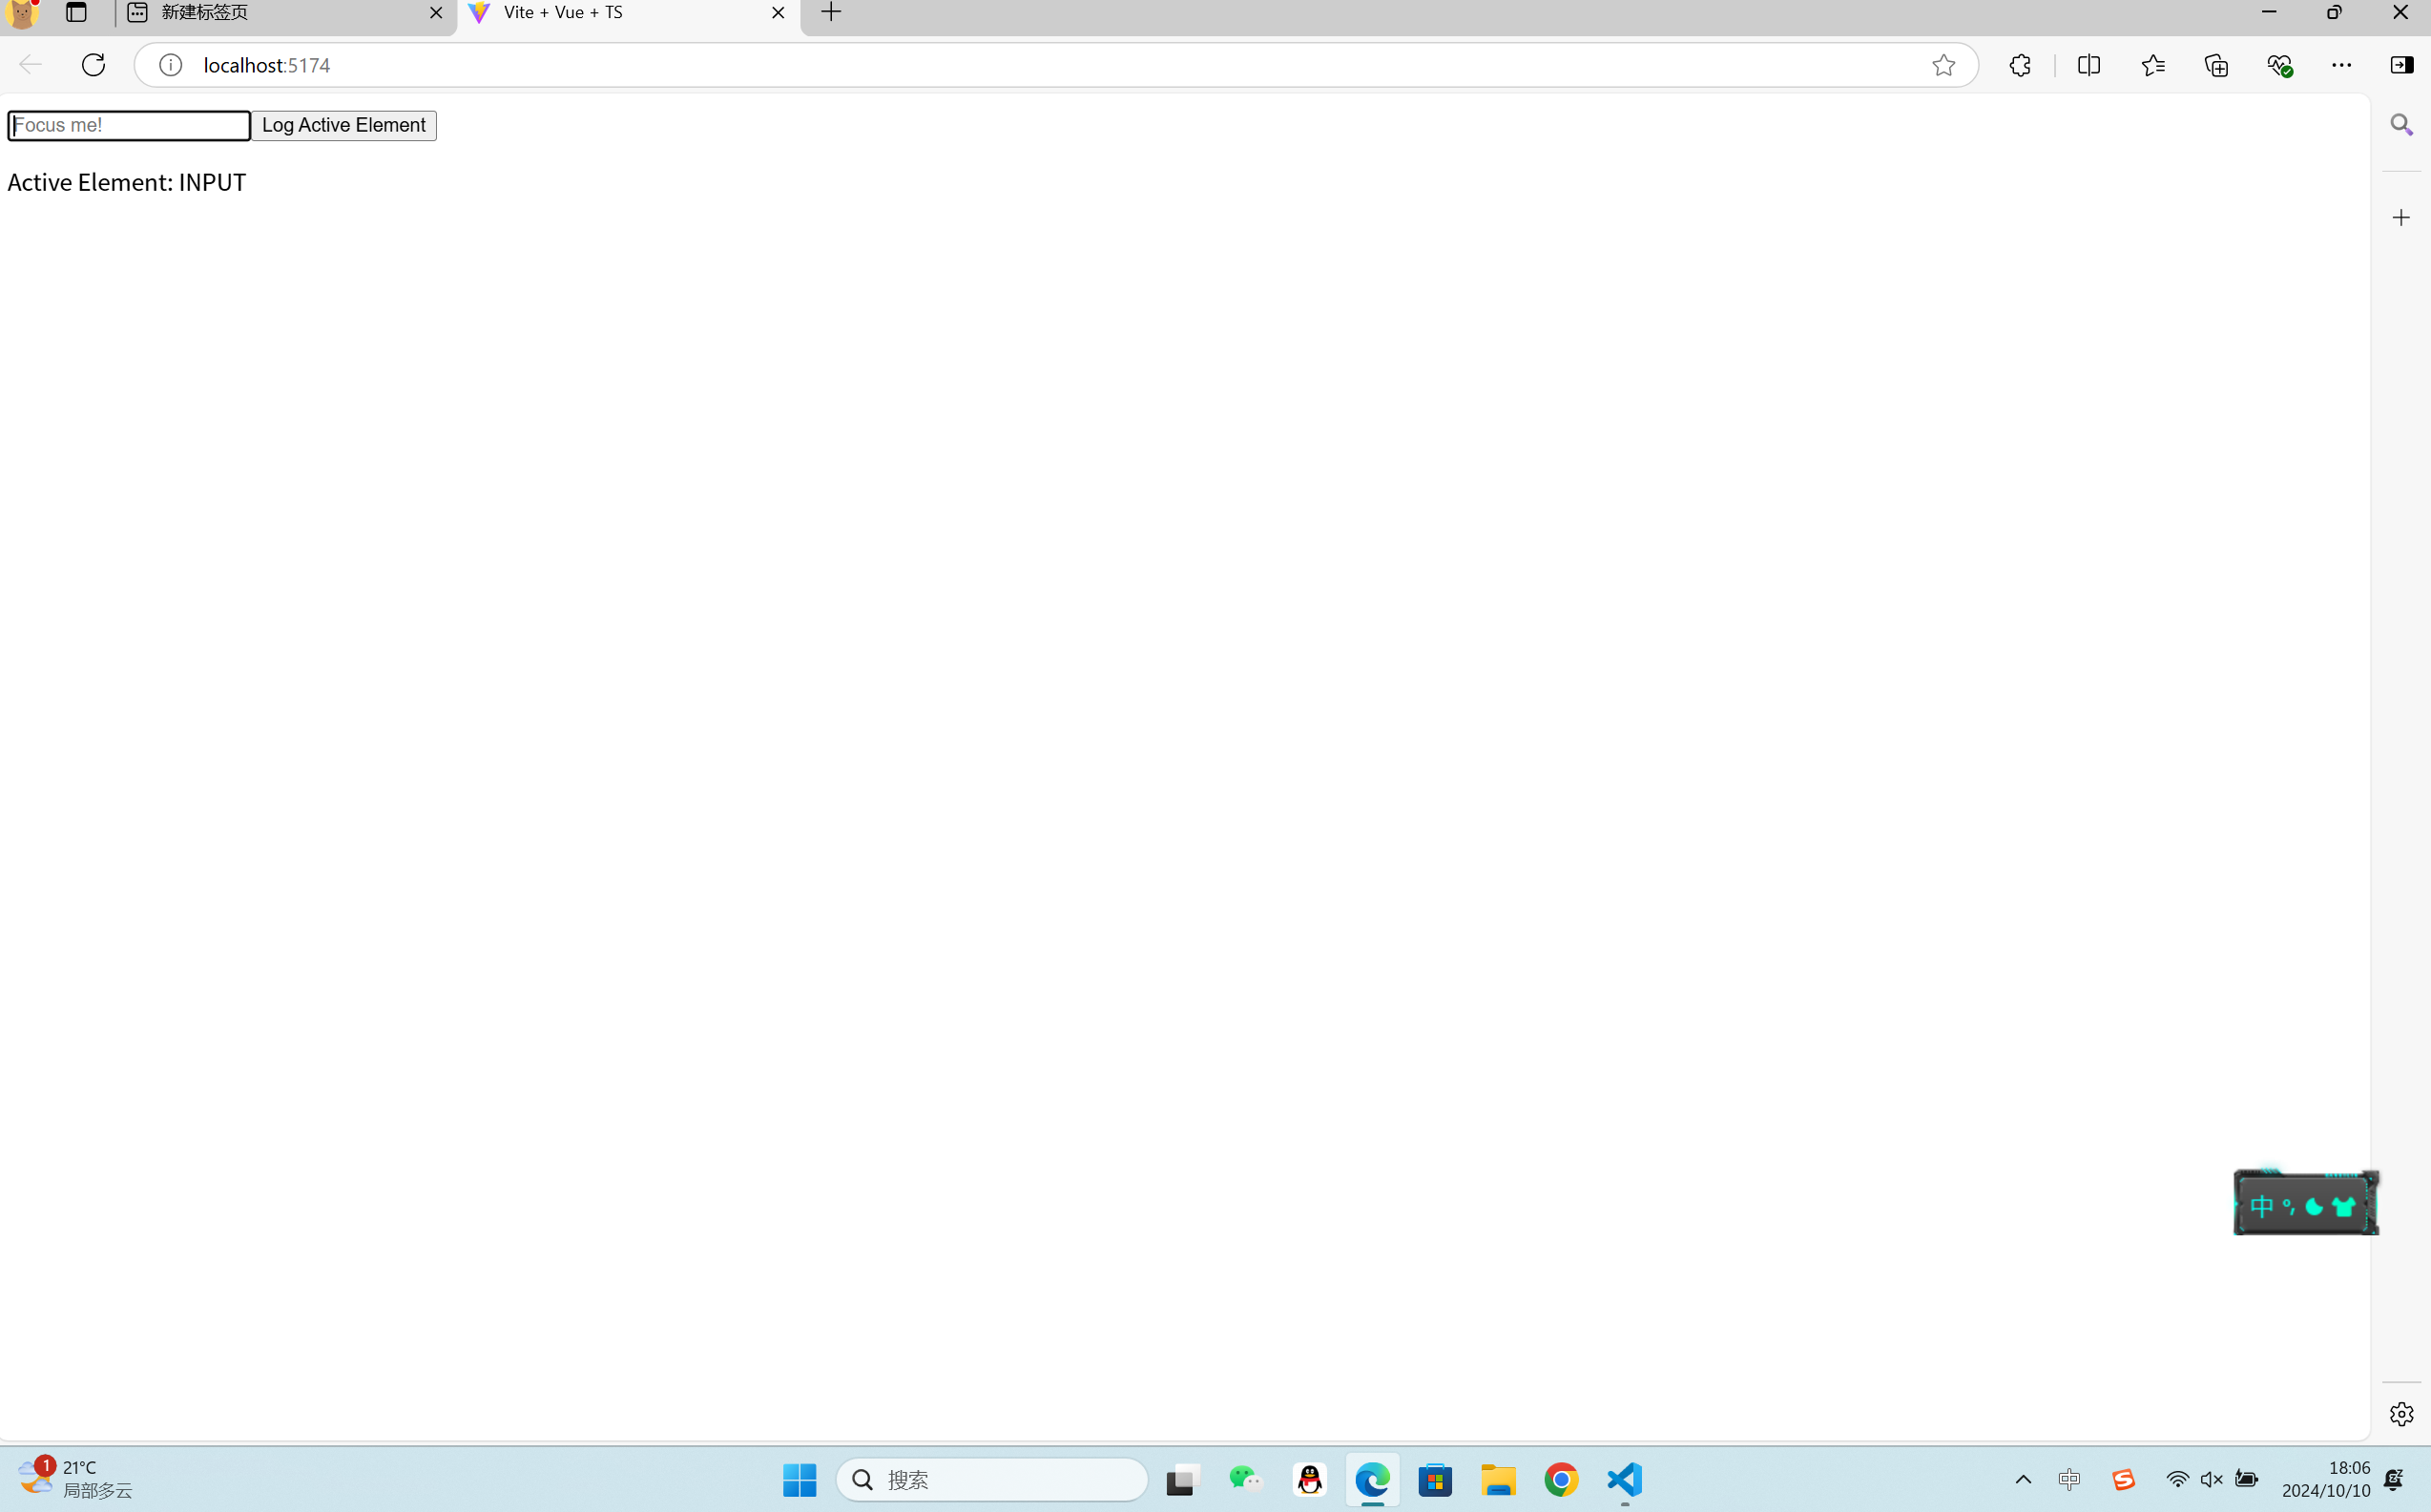 新建标签页
Vite + Vue + TS
localhost:5174
Focus me!
Log Active Element
Active Element: INPUT
中
1
21°C
局部多云
搜索
中
18:06
2024/10/10